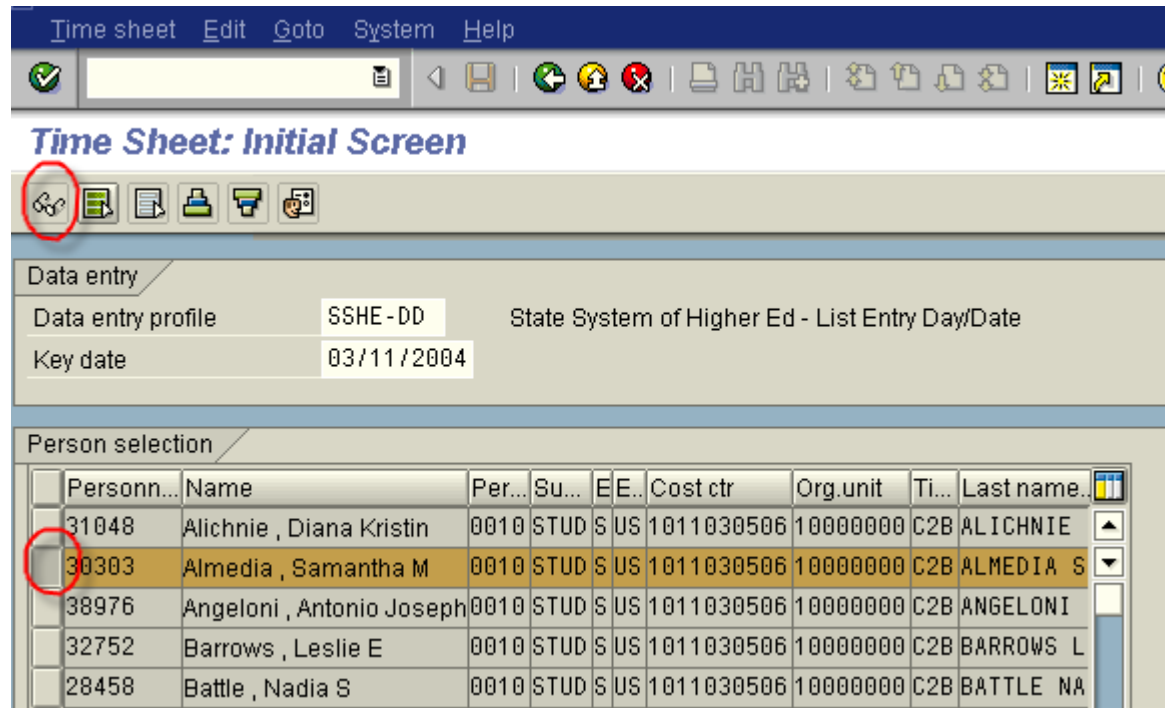 Time sheet Edit Goto System Help
Time Sheet: Initial Screen
Data entry
Data entry profile SSHE-DD State System of Higher Ed - List Entry Day/Date
Key date 03/11/2004
Person selection
Personn... Name Per... Su... E E.. Cost ctr Org.unit Ti... Last name..
31048 Alichnie , Diana Kristin 0010 STUD S US 1011030506 10000000 C2B ALICHNIE
30303 Almedia , Samantha M 0010 STUD S US 1011030506 10000000 C2B ALMEDIA S
38976 Angeloni , Antonio Joseph 0010 STUD S US 1011030506 10000000 C2B ANGELONI
32752 Barrows , Leslie E 0010 STUD S US 1011030506 10000000 C2B BARROWS L
28458 Battle , Nadia S 0010 STUD S US 1011030506 10000000 C2B BATTLE NA